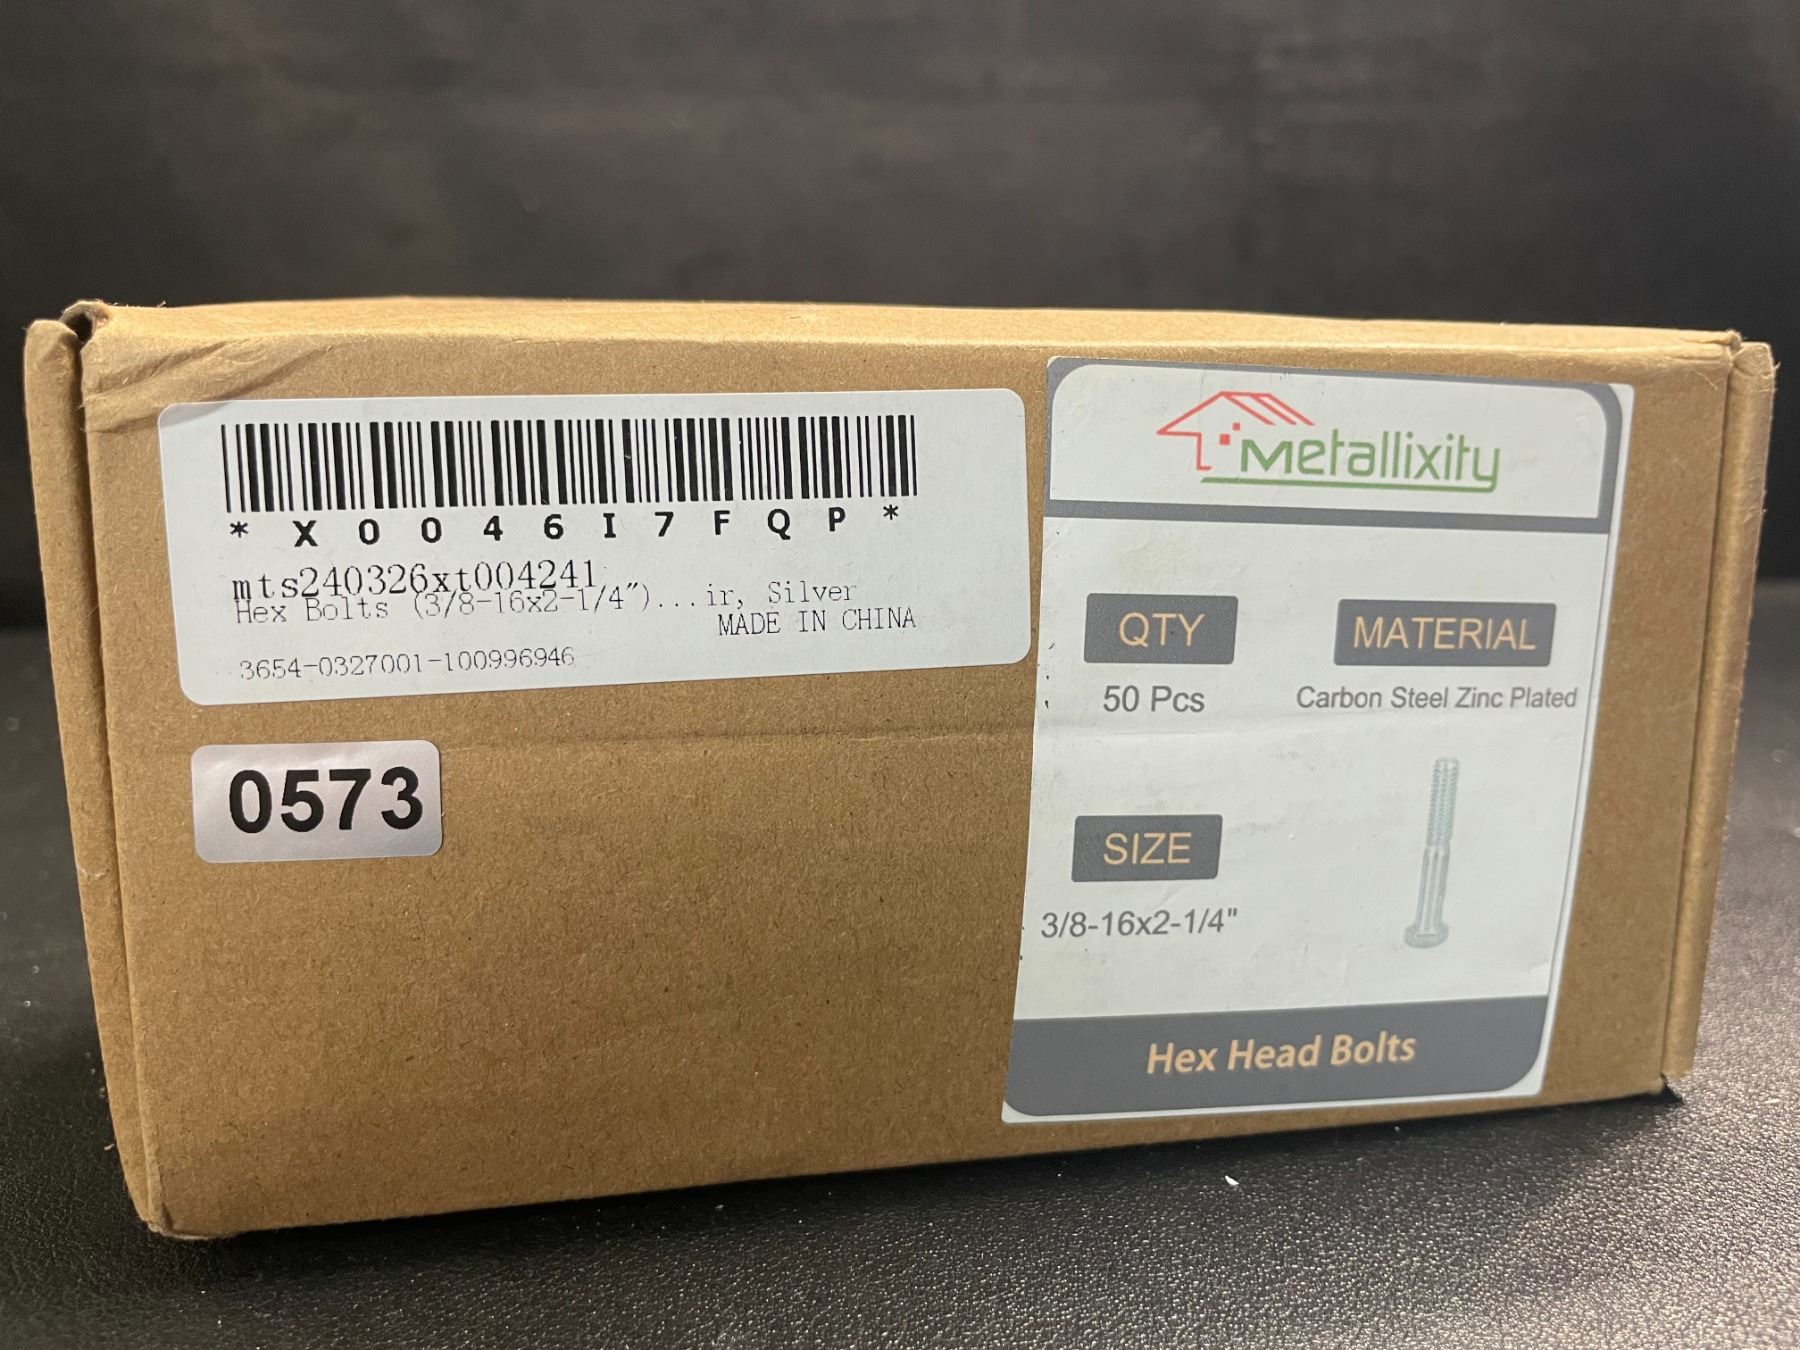 *X0046I7FQP*
mts240326xt004241
Hex Bolts (3/8-16x2-1/4")...ir, Silver
MADE IN CHINA
3654-0327001-100996946
0573
Metallixity
QTY
50 Pcs
MATERIAL
Carbon Steel Zinc Plated
SIZE
3/8-16x2-1/4"
Hex Head Bolts